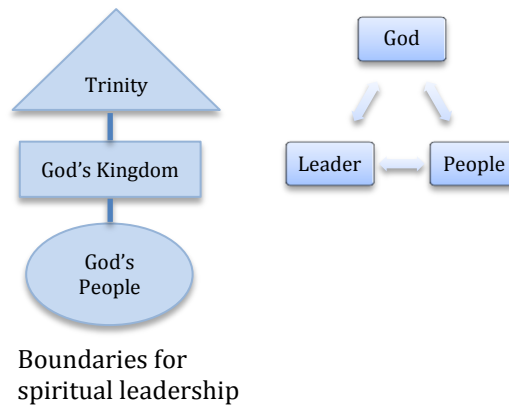 Trinity
God’s Kingdom
God’s
People
Boundaries for
spiritual leadership
God
Leader
People